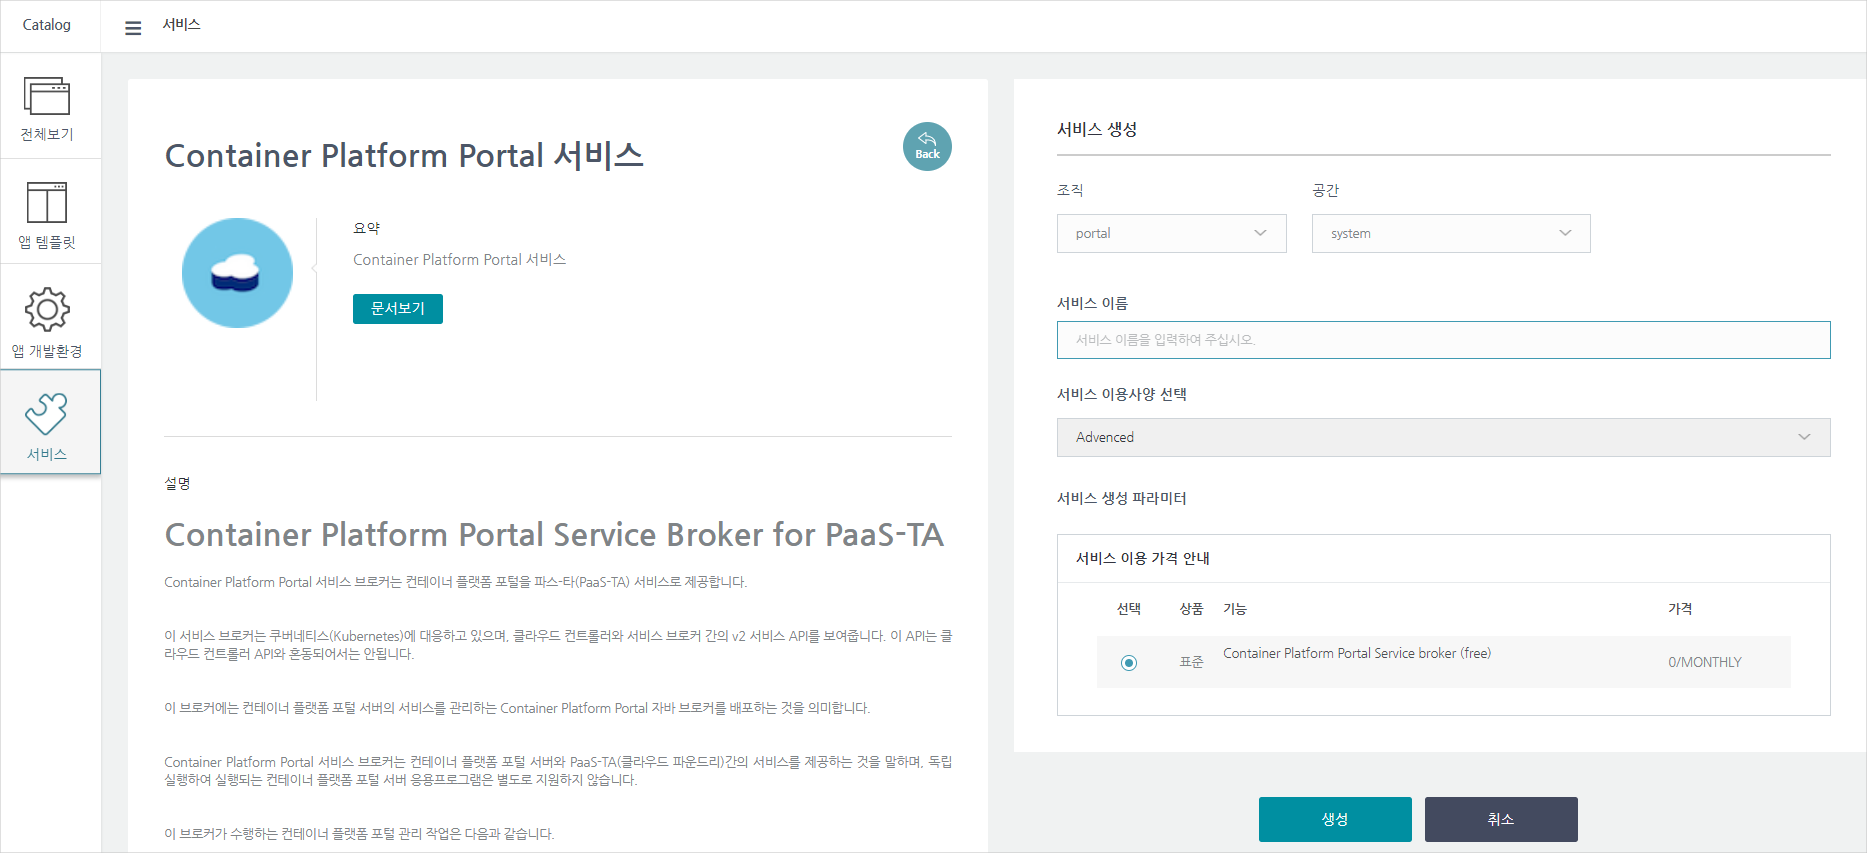 Catalog
서비스
전체보기
앱 템플릿
앱 개발환경
서비스
Container Platform Portal 서비스
Back
요약
Container Platform Portal 서비스
문서보기
설명
Container Platform Portal Service Broker for PaaS-TA
Container Platform Portal 서비스 브로커는 컨테이너 플랫폼 포털을 파스-타(PaaS-TA) 서비스로 제공합니다.
이 서비스 브로커는 쿠버네티스(Kubernetes)에 대응하고 있으며, 클라우드 컨트롤러와 서비스 브로커 간의 v2 서비스 API를 보여줍니다. 이 API는 클
라우드 컨트롤러 API와 혼동되어서는 안됩니다.
이 브로커에는 컨테이너 플랫폼 포털 서버의 서비스를 관리하는 Container Platform Portal 자바 브로커를 배포하는 것을 의미합니다.
Container Platform Portal 서비스 브로커는 컨테이너 플랫폼 포털 서버와 PaaS-TA(클라우드 파운드리)간의 서비스를 제공하는 것을 말하며, 독립
실행하여 실행되는 컨테이너 플랫폼 포털 서버 응용프로그램은 별도로 지원하지 않습니다.
이 브로커가 수행하는 컨테이너 플랫폼 포털 관리 작업은 다음과 같습니다.
서비스 생성
조직 공간
portal system
서비스 이름
서비스 이름을 입력하여 주십시오.
서비스 이용사양 선택
Advenced
서비스 생성 파라미터
서비스 이용 가격 안내
선택 상품 기능 가격
표준 Container Platform Portal Service broker (free) 0/MONTHLY
생성 취소